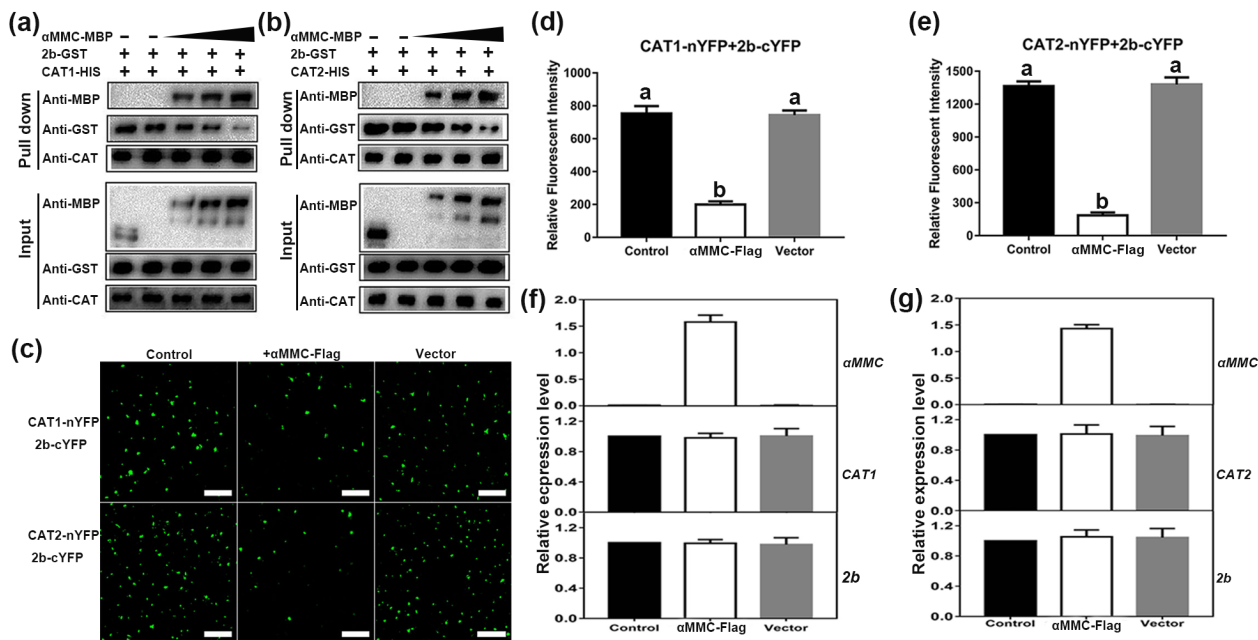 (a)
αMMC-MBP − −
2b-GST + + + + +
CAT1-HIS + + + + +
Pull down
Anti-MBP
Anti-GST
Anti-CAT
Input
Anti-MBP
Anti-GST
Anti-CAT
(b)
αMMC-MBP − −
2b-GST + + + + +
CAT2-HIS + + + + +
Pull down
Anti-MBP
Anti-GST
Anti-CAT
Input
Anti-MBP
Anti-GST
Anti-CAT
(c)
Control +αMMC-Flag Vector
CAT1-nYFP
2b-cYFP
CAT2-nYFP
2b-cYFP
(d)
CAT1-nYFP+2b-cYFP
Relative Fluorescent Intensity
1000
800
600
400
200
0
a
b
a
Control αMMC-Flag Vector
(e)
CAT2-nYFP+2b-cYFP
Relative Fluorescent Intensity
1500
1200
900
600
300
0
a
b
a
Control αMMC-Flag Vector
(f)
Relative ecpression level
2.0
1.5
1.0
0.5
0.0
αMMC
1.2
0.8
0.4
0.0
CAT1
1.2
0.8
0.4
0.0
2b
Control αMMC-Flag Vector
(g)
Relative expression level
2.0
1.5
1.0
0.5
0.0
αMMC
1.2
0.8
0.4
0.0
CAT2
1.2
0.8
0.4
0.0
2b
Control αMMC-Flag Vector